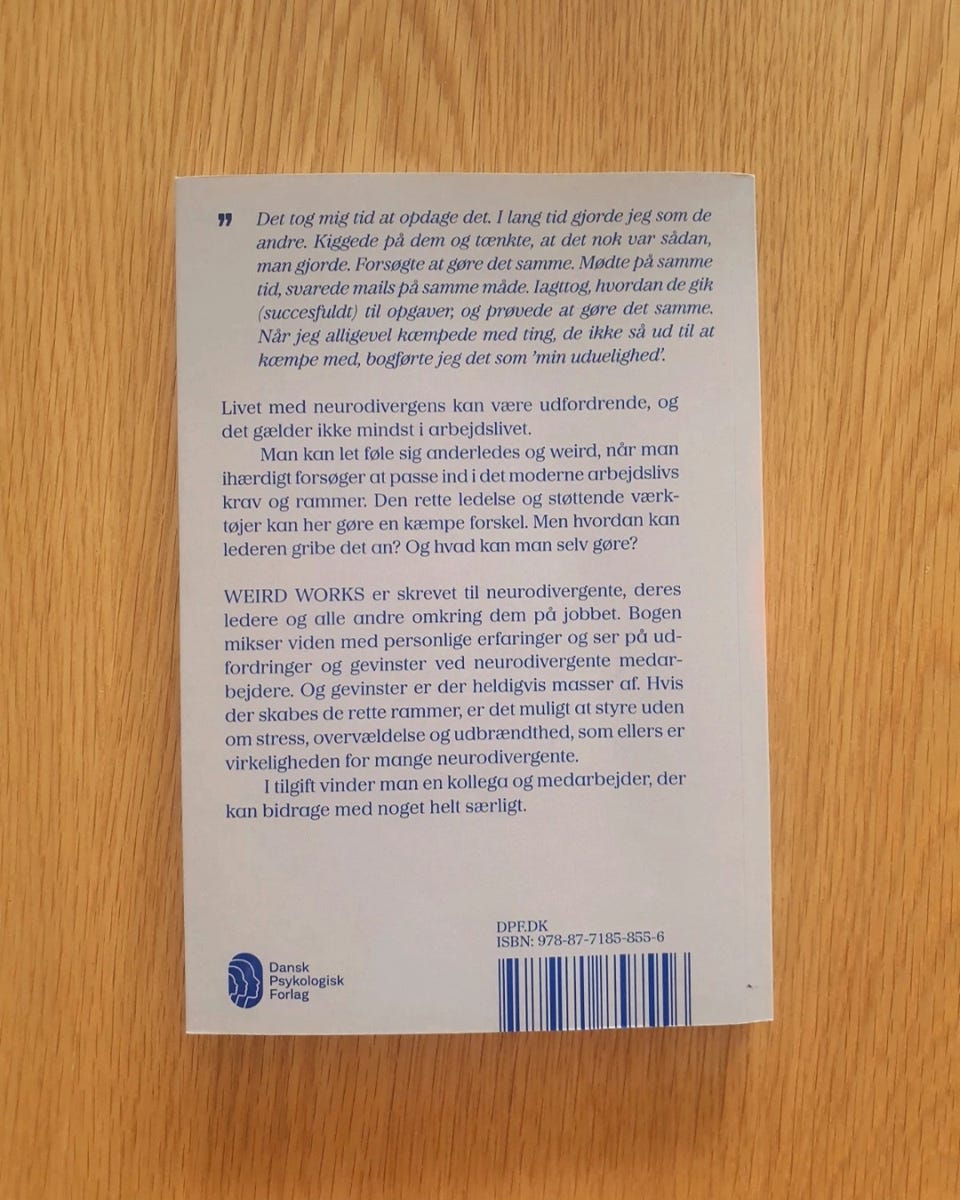 ” Det tog mig tid at opdage det. I lang tid gjorde jeg som de
andre. Kiggede på dem og tænkte, at det nok var sådan,
man gjorde. Forsøgte at gøre det samme. Mødte på samme
tid, svarede mails på samme måde. Iagttog, hvordan de gik
(succesfuldt) til opgaver, og prøvede at gøre det samme.
Når jeg alligevel kæmpede med ting, de ikke så ud til at
kæmpe med, bogførte jeg det som ’min uduelighed’.
Livet med neurodivergens kan være udfordrende, og
det gælder ikke mindst i arbejdslivet.
Man kan let føle sig anderledes og weird, når man
ihærdigt forsøger at passe ind i det moderne arbejdslivs
krav og rammer. Den rette ledelse og støttende værk-
tøjer kan her gøre en kæmpe forskel. Men hvordan kan
lederen gribe det an? Og hvad kan man selv gøre?
WEIRD WORKS er skrevet til neurodivergente, deres
ledere og alle andre omkring dem på jobbet. Bogen
mikser viden med personlige erfaringer og ser på ud-
fordringer og gevinster ved neurodivergente medar-
bejdere. Og gevinster er der heldigvis masser af. Hvis
der skabes de rette rammer, er det muligt at styre uden
om stress, overvældelse og udbrændthed, som ellers er
virkeligheden for mange neurodivergente.
I tilgift vinder man en kollega og medarbejder, der
kan bidrage med noget helt særligt.
DPF.DK
ISBN: 978-87-7185-855-6
Dansk
Psykologisk
Forlag